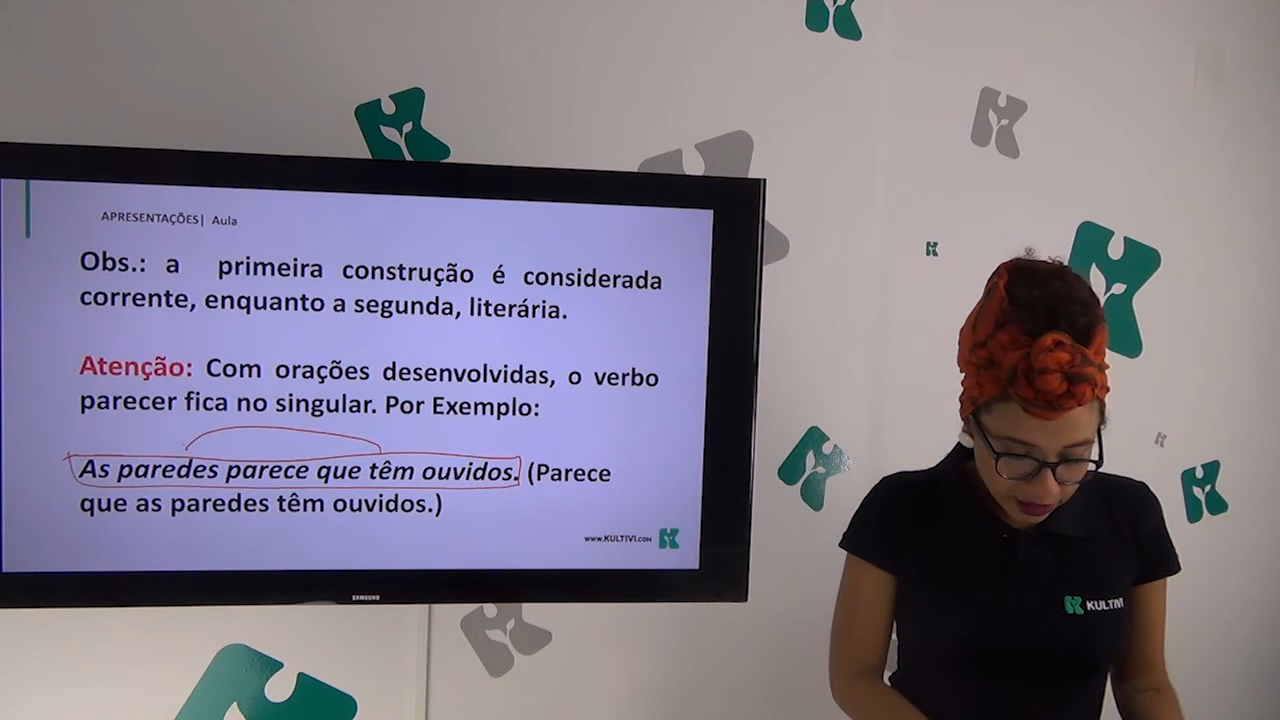 APRESENTAÇÕES| Aula
Obs.: a primeira construção é considerada
corrente, enquanto a segunda, literária.
Atenção: Com orações desenvolvidas, o verbo
parecer fica no singular. Por Exemplo:
As paredes parece que têm ouvidos. (Parece
que as paredes têm ouvidos.)
www.KULTIVI.COM
SAMSUNG
KULTIVI